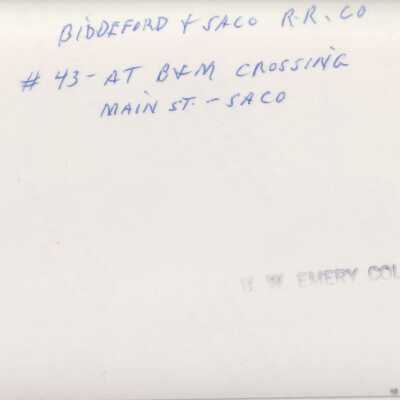 BIDDEFORD & SACO R.R. CO
# 43 - AT B&M CROSSING
MAIN ST. - SACO
EMERY COL